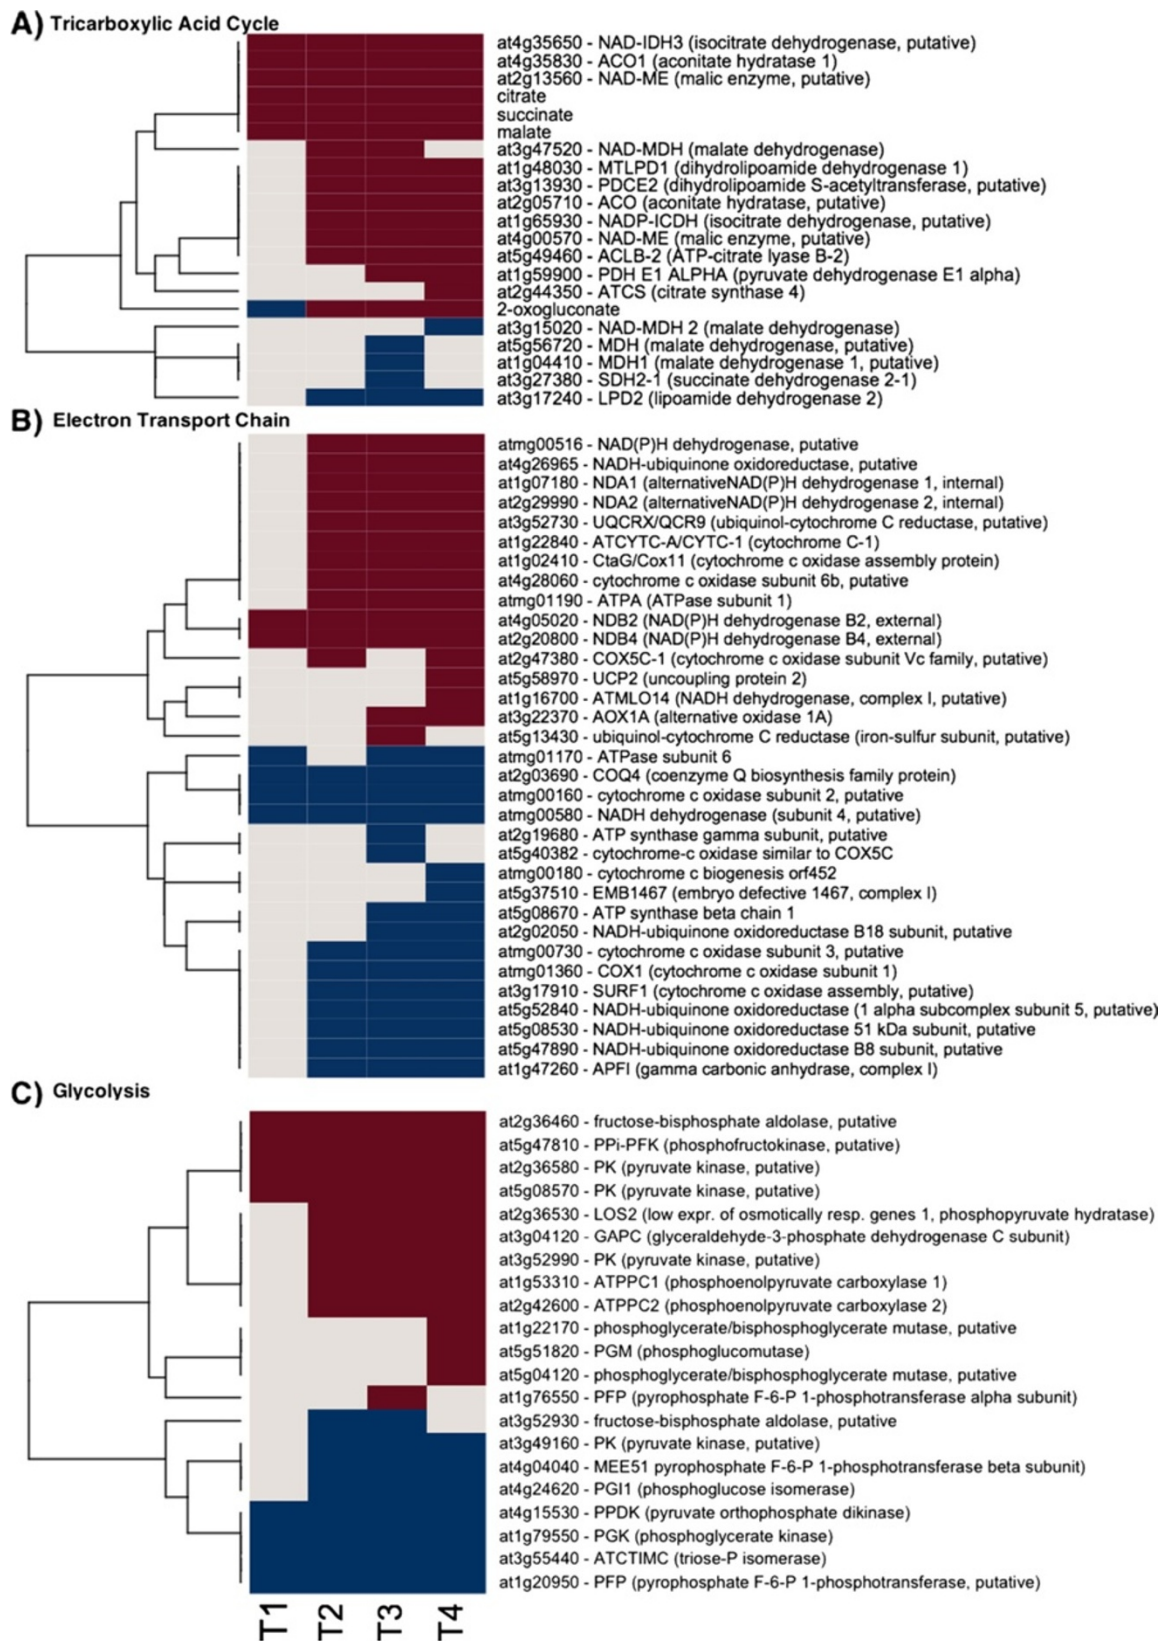 A) Tricarboxylic Acid Cycle
at4g35650 - NAD-IDH3 (isocitrate dehydrogenase, putative)
at4g35830 - ACO1 (aconitate hydratase 1)
at2g13560 - NAD-ME (malic enzyme, putative)
citrate
succinate
malate
at3g47520 - NAD-MDH (malate dehydrogenase)
at1g48030 - MTLPD1 (dihydrolipoamide dehydrogenase 1)
at3g13930 - PDCE2 (dihydrolipoamide S-acetyltransferase, putative)
at2g05710 - ACO (aconitate hydratase, putative)
at1g65930 - NADP-ICDH (isocitrate dehydrogenase, putative)
at4g00570 - NAD-ME (malic enzyme, putative)
at5g49460 - ACLB-2 (ATP-citrate lyase B-2)
at1g59900 - PDH E1 ALPHA (pyruvate dehydrogenase E1 alpha)
at2g44350 - ATCS (citrate synthase 4)
2-oxogluconate
at3g15020 - NAD-MDH 2 (malate dehydrogenase)
at5g56720 - MDH (malate dehydrogenase, putative)
at1g04410 - MDH1 (malate dehydrogenase 1, putative)
at3g27380 - SDH2-1 (succinate dehydrogenase 2-1)
at3g17240 - LPD2 (lipoamide dehydrogenase 2)
B) Electron Transport Chain
atmg00516 - NAD(P)H dehydrogenase, putative
at4g26965 - NADH-ubiquinone oxidoreductase, putative
at1g07180 - NDA1 (alternativeNAD(P)H dehydrogenase 1, internal)
at2g29990 - NDA2 (alternativeNAD(P)H dehydrogenase 2, internal)
at3g52730 - UQCRX/QCR9 (ubiquinol-cytochrome C reductase, putative)
at1g22840 - ATCYTC-A/CYTC-1 (cytochrome C-1)
at1g02410 - CtaG/Cox11 (cytochrome c oxidase assembly protein)
at4g28060 - cytochrome c oxidase subunit 6b, putative
atmg01190 - ATPA (ATPase subunit 1)
at4g05020 - NDB2 (NAD(P)H dehydrogenase B2, external)
at2g20800 - NDB4 (NAD(P)H dehydrogenase B4, external)
at2g47380 - COX5C-1 (cytochrome c oxidase subunit Vc family, putative)
at5g58970 - UCP2 (uncoupling protein 2)
at1g16700 - ATMLO14 (NADH dehydrogenase, complex I, putative)
at3g22370 - AOX1A (alternative oxidase 1A)
at5g13430 - ubiquinol-cytochrome C reductase (iron-sulfur subunit, putative)
atmg01170 - ATPase subunit 6
at2g03690 - COQ4 (coenzyme Q biosynthesis family protein)
atmg00160 - cytochrome c oxidase subunit 2, putative
atmg00580 - NADH dehydrogenase (subunit 4, putative)
at2g19680 - ATP synthase gamma subunit, putative
at5g40382 - cytochrome-c oxidase similar to COX5C
atmg00180 - cytochrome c biogenesis orf452
at5g37510 - EMB1467 (embryo defective 1467, complex I)
at5g08670 - ATP synthase beta chain 1
at2g02050 - NADH-ubiquinone oxidoreductase B18 subunit, putative
atmg00730 - cytochrome c oxidase subunit 3, putative
atmg01360 - COX1 (cytochrome c oxidase subunit 1)
at3g17910 - SURF1 (cytochrome c oxidase assembly, putative)
at5g52840 - NADH-ubiquinone oxidoreductase (1 alpha subcomplex subunit 5, putative)
at5g08530 - NADH-ubiquinone oxidoreductase 51 kDa subunit, putative
at5g47890 - NADH-ubiquinone oxidoreductase B8 subunit, putative
at1g47260 - APFI (gamma carbonic anhydrase, complex I)
C) Glycolysis
at2g36460 - fructose-bisphosphate aldolase, putative
at5g47810 - PPi-PFK (phosphofructokinase, putative)
at2g36580 - PK (pyruvate kinase, putative)
at5g08570 - PK (pyruvate kinase, putative)
at2g36530 - LOS2 (low expr. of osmotically resp. genes 1, phosphopyruvate hydratase)
at3g04120 - GAPC (glyceraldehyde-3-phosphate dehydrogenase C subunit)
at3g52990 - PK (pyruvate kinase, putative)
at1g53310 - ATPPC1 (phosphoenolpyruvate carboxylase 1)
at2g42600 - ATPPC2 (phosphoenolpyruvate carboxylase 2)
at1g22170 - phosphoglycerate/bisphosphoglycerate mutase, putative
at5g51820 - PGM (phosphoglucomutase)
at5g04120 - phosphoglycerate/bisphosphoglycerate mutase, putative
at1g76550 - PFP (pyrophosphate F-6-P 1-phosphotransferase alpha subunit)
at3g52930 - fructose-bisphosphate aldolase, putative
at3g49160 - PK (pyruvate kinase, putative)
at4g04040 - MEE51 pyrophosphate F-6-P 1-phosphotransferase beta subunit)
at4g24620 - PGI1 (phosphoglucose isomerase)
at4g15530 - PPDK (pyruvate orthophosphate dikinase)
at1g79550 - PGK (phosphoglycerate kinase)
at3g55440 - ATCTIMC (triose-P isomerase)
at1g20950 - PFP (pyrophosphate F-6-P 1-phosphotransferase, putative)
T1 T2 T3 T4